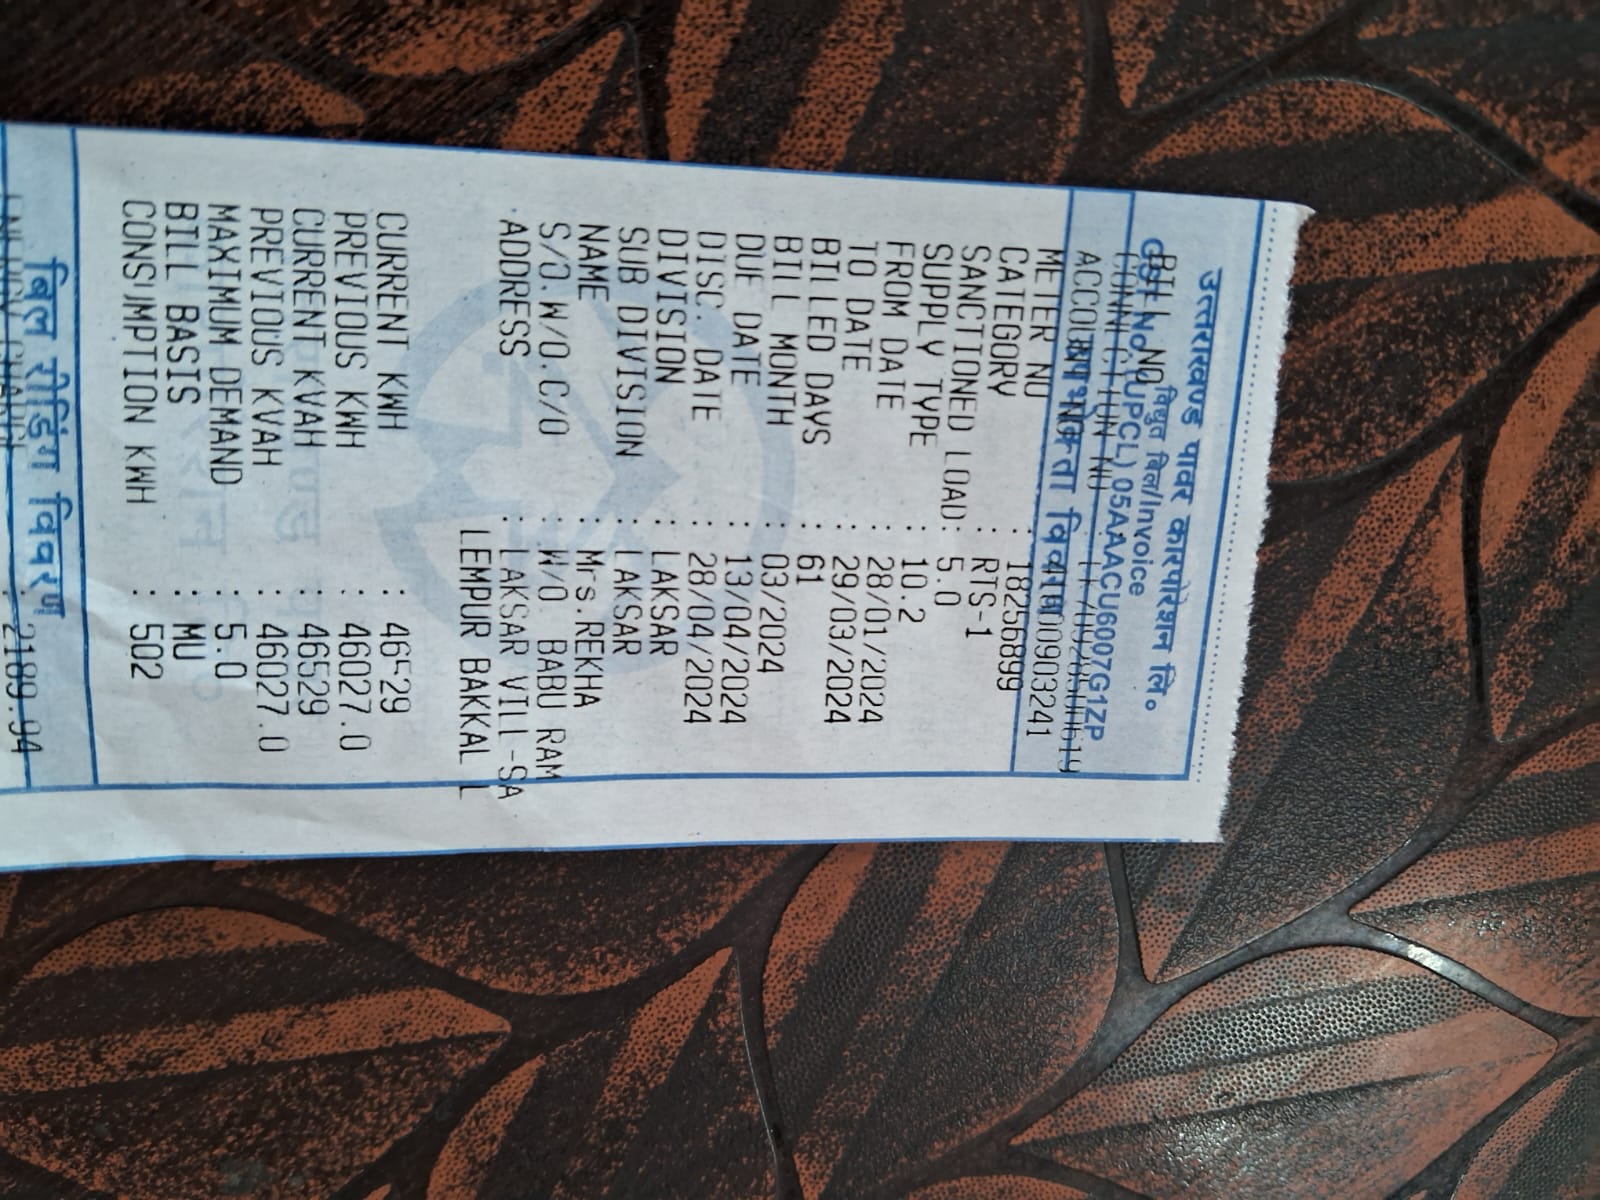 उत्तराखण्ड पावर कारपोरेशन लि०
विद्युत बिल/Invoice
GST No. (UPCL) 05AAACU6007G1ZP
BILL NO
CONNECTION NO
उपभोक्ता विवरण
ACCOUNT NO
METER NO : 18256899
CATEGORY : RTS-1
SANCTIONED LOAD: 5.0
SUPPLY TYPE : 10.2
FROM DATE : 28/01/2024
TO DATE : 29/03/2024
BILLED DAYS : 61
BILL MONTH : 03/2024
DUE DATE : 13/04/2024
DISC. DATE : 28/04/2024
DIVISION : LAKSAR
SUB DIVISION : LAKSAR
NAME : Mrs.REKHA
S/O.W/O.C/O : W/O BABU RAM
ADDRESS : LAKSAR VILL-SA
LEMPUR BAKKAL
CURRENT KWH : 46529
PREVIOUS KWH : 46027.0
CURRENT KVAH : 46529
PREVIOUS KVAH : 46027.0
MAXIMUM DEMAND : 5.0
BILL BASIS : MU
CONSUMPTION KWH : 502
बिल रीडिंग विवरण
ENERGY CHARGE : 2189.94